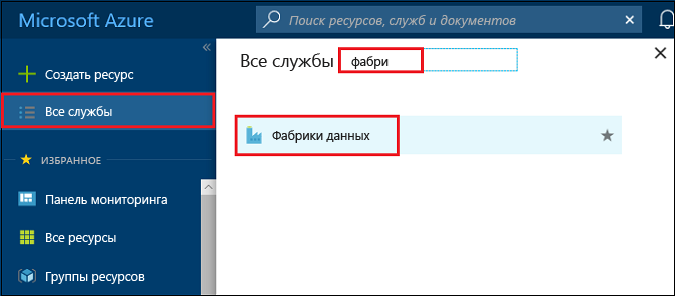 Microsoft Azure
Поиск ресурсов, служб и документов
Создать ресурс
Все службы
ИЗБРАННОЕ
Панель мониторинга
Все ресурсы
Группы ресурсов
Все службы
фабри
Фабрики данных